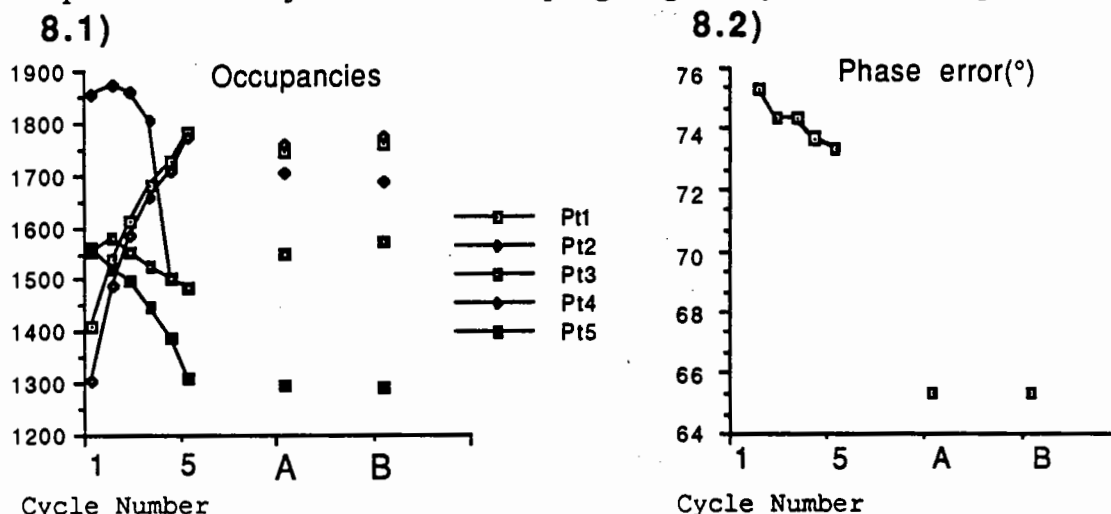 8.1)
Occupancies
1900
1800
1700
1600
1500
1400
1300
1200
1 5 A B
Cycle Number
Pt1
Pt2
Pt3
Pt4
Pt5
8.2)
Phase error(°)
76
74
72
70
68
66
64
1 5 A B
Cycle Number